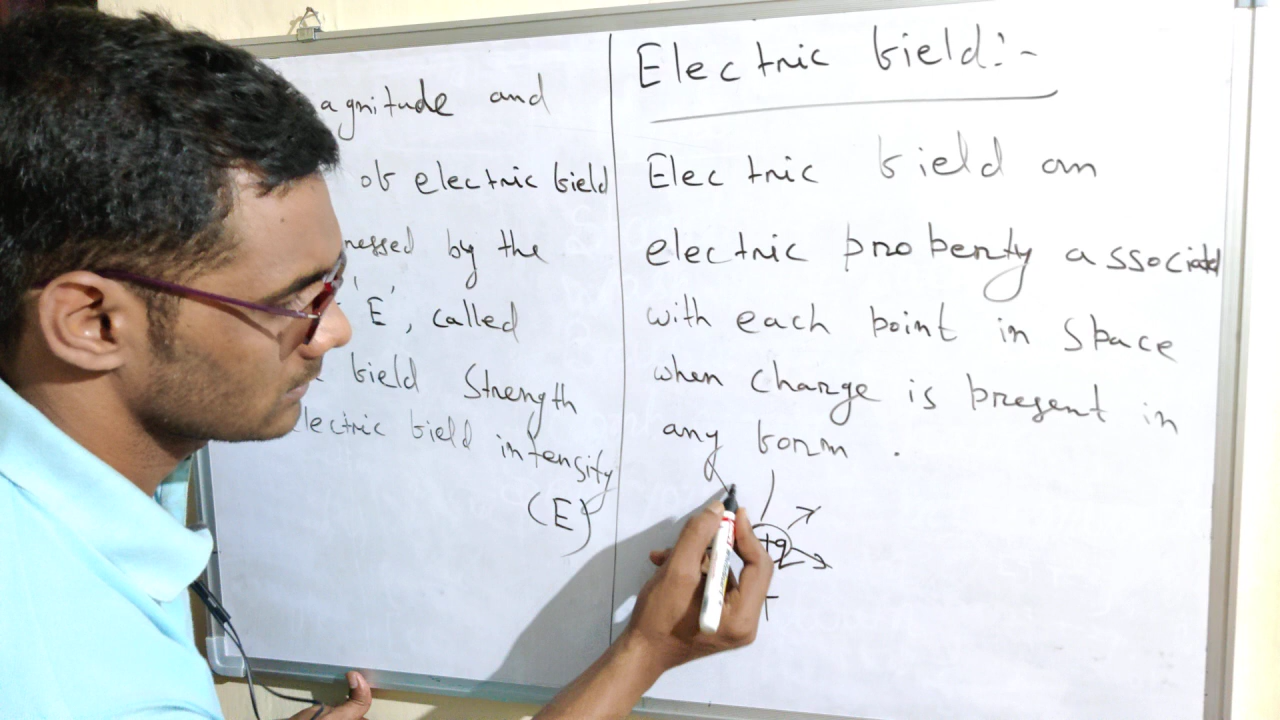 agnitude and
of electric field
ressed by the
'E', called
field Strength
lectric field intensity
(E)
Electric field:-
Electric field an
electric property associated
with each point in space
when charge is present in
any form.
+q